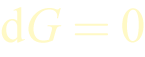 dG = 0